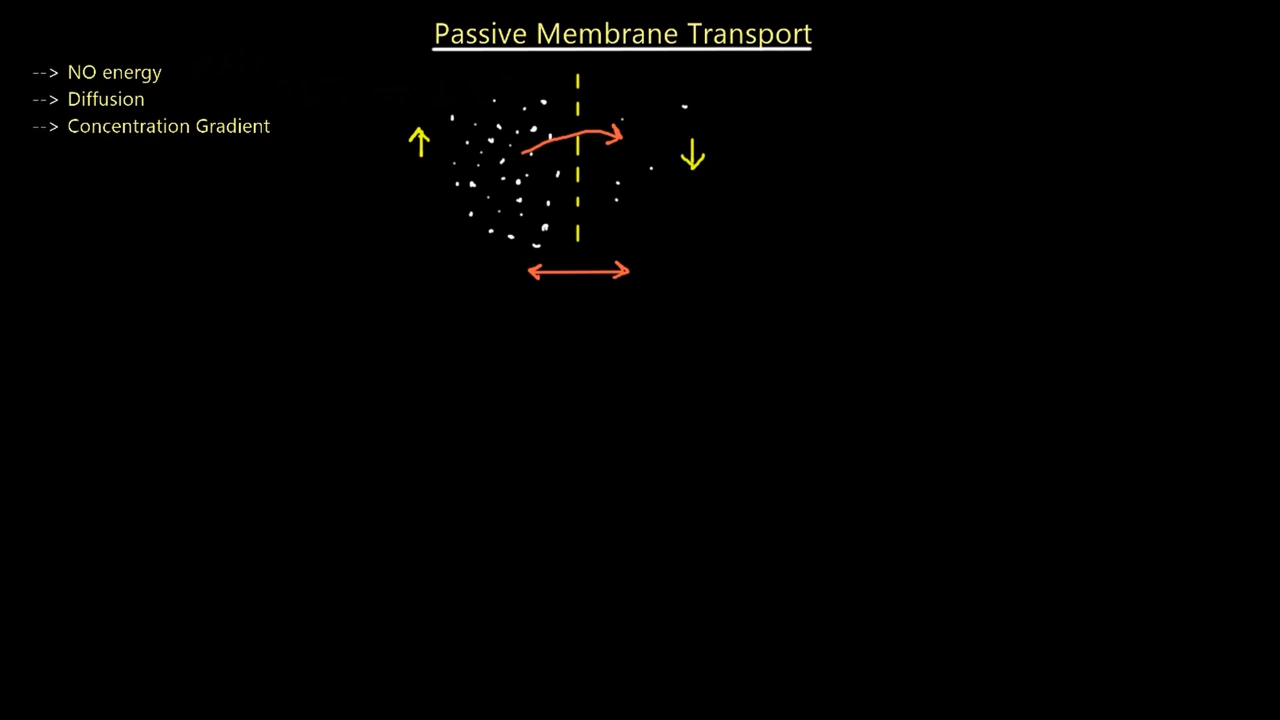 Passive Membrane Transport
--> NO energy
--> Diffusion
--> Concentration Gradient